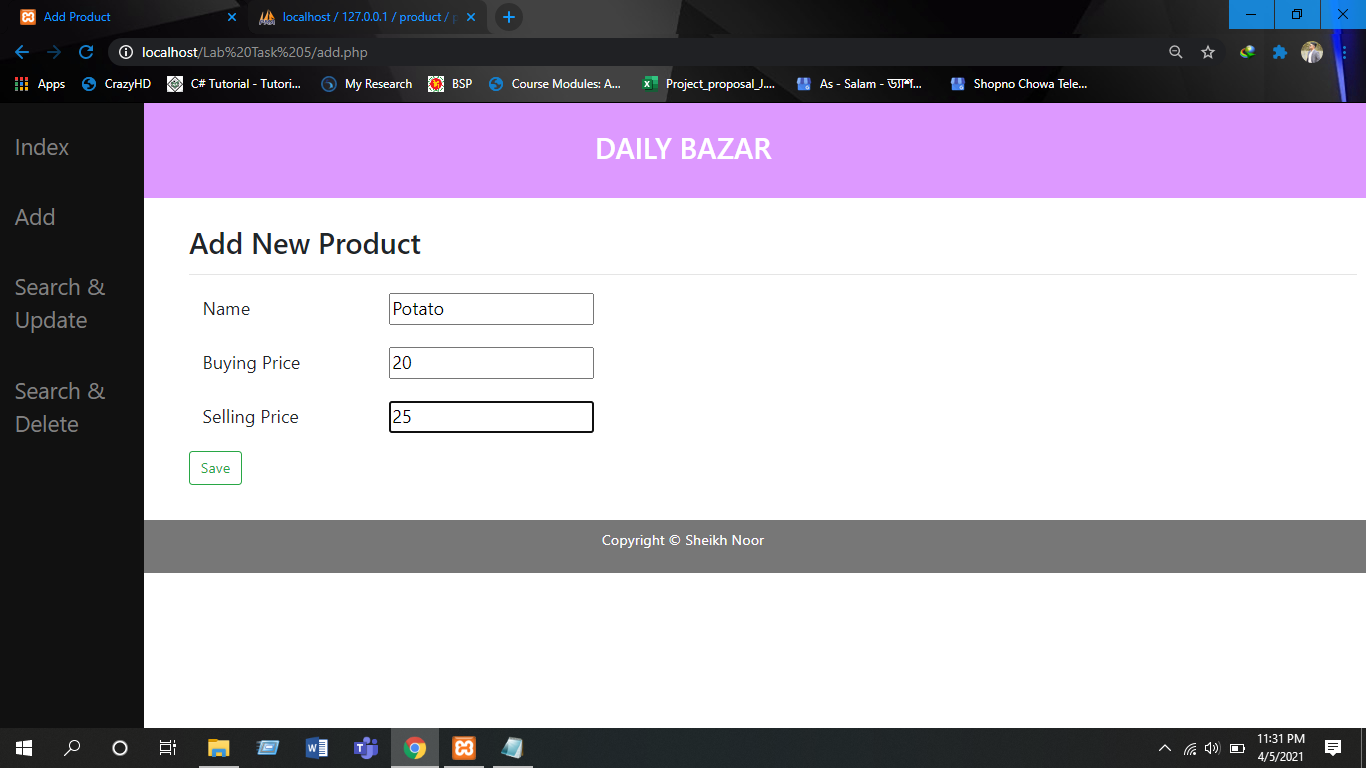 Add Product
localhost / 127.0.0.1 / product /
localhost/Lab%20Task%205/add.php
Apps
CrazyHD
C# Tutorial - Tutori...
My Research
BSP
Course Modules: A...
Project_proposal_J....
As - Salam - ড্যাশ...
Shopno Chowa Tele...
Index
Add
Search &
Update
Search &
Delete
DAILY BAZAR
Add New Product
Name
Potato
Buying Price
20
Selling Price
25
Save
Copyright © Sheikh Noor
11:31 PM
4/5/2021